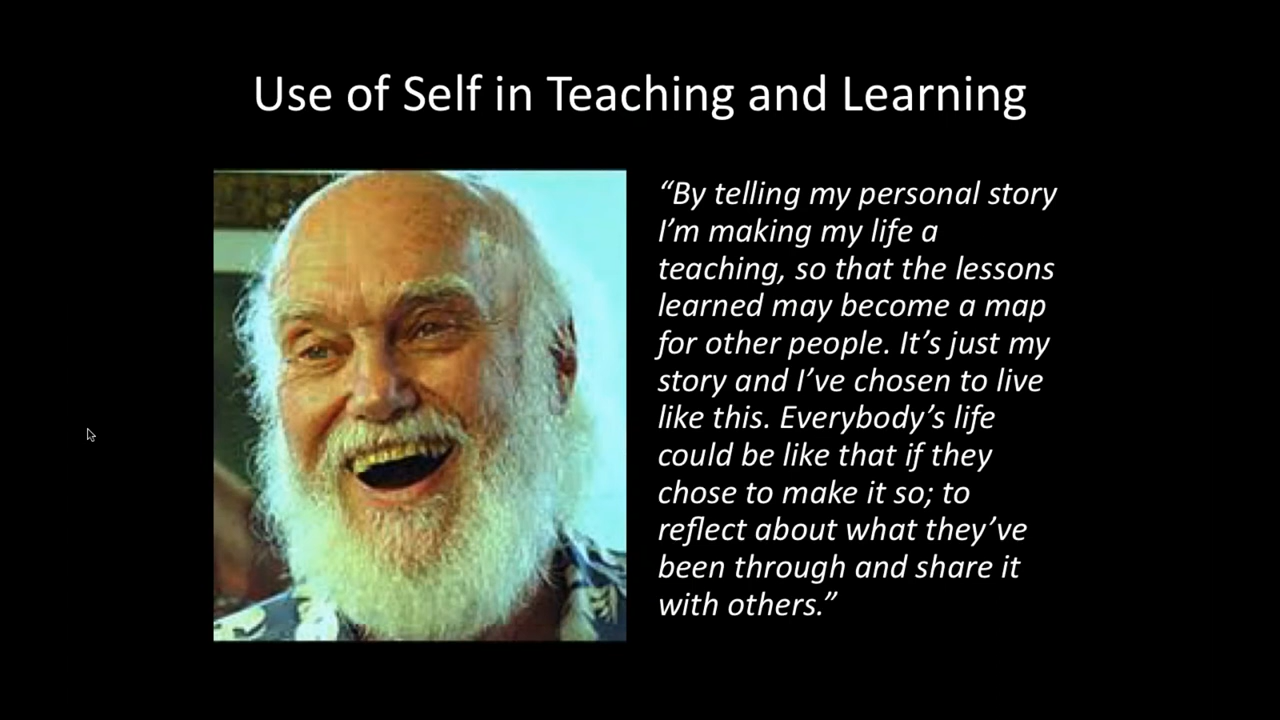 Use of Self in Teaching and Learning
“By telling my personal story
I’m making my life a
teaching, so that the lessons
learned may become a map
for other people. It’s just my
story and I’ve chosen to live
like this. Everybody’s life
could be like that if they
chose to make it so; to
reflect about what they’ve
been through and share it
with others.”